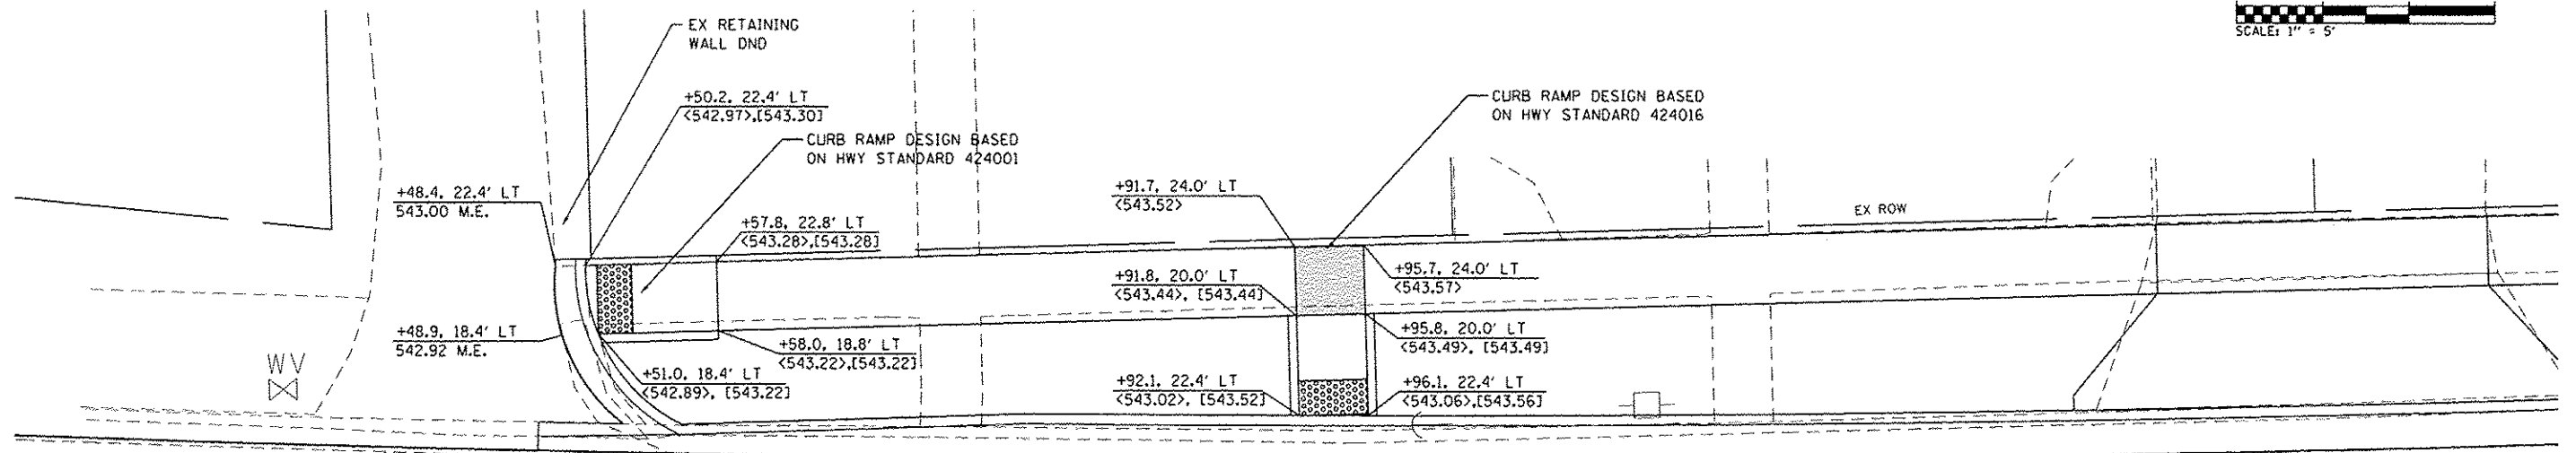 EX RETAINING
WALL DND
SCALE: 1" = 5'
+50.2, 22.4' LT
<542.97>,[543.30]
CURB RAMP DESIGN BASED
ON HWY STANDARD 424001
CURB RAMP DESIGN BASED
ON HWY STANDARD 424016
+48.4, 22.4' LT
543.00 M.E.
+57.8, 22.8' LT
<543.28>,[543.28]
+91.7, 24.0' LT
<543.52>
EX ROW
+95.7, 24.0' LT
<543.57>
+91.8, 20.0' LT
<543.44>, [543.44]
+48.9, 18.4' LT
542.92 M.E.
+58.0, 18.8' LT
<543.22>,[543.22]
+95.8, 20.0' LT
<543.49>, [543.49]
WV
+51.0, 18.4' LT
<542.89>, [543.22]
+92.1, 22.4' LT
<543.02>, [543.52]
+96.1, 22.4' LT
<543.06>,[543.56]